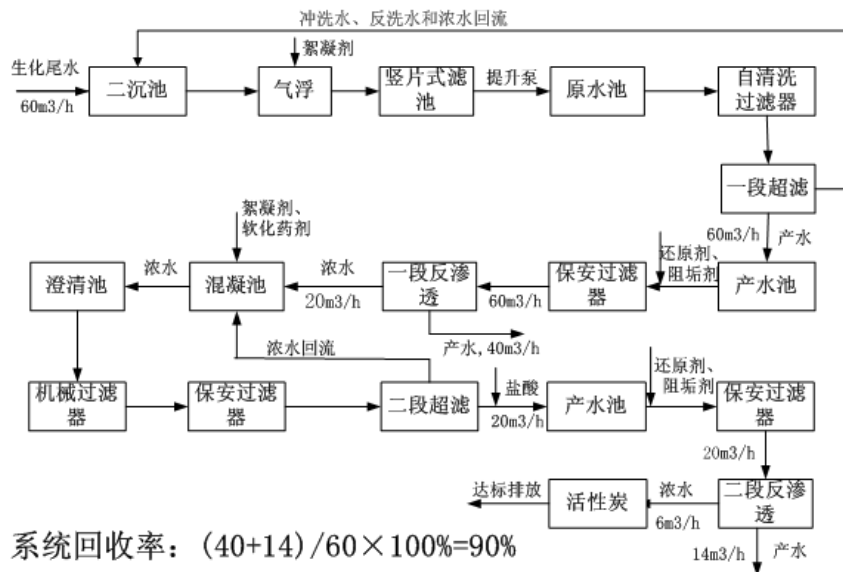 冲洗水、反洗水和浓水回流
生化尾水
60m3/h
二沉池
絮凝剂
气浮
竖片式滤
池
提升泵
原水池
自清洗
过滤器
一段超滤
60m3/h
产水
产水池
还原剂、
阻垢剂
保安过滤
器
60m3/h
一段反渗
透
产水,40m3/h
浓水
20m3/h
絮凝剂、
软化药剂
混凝池
浓水
澄清池
机械过滤
器
保安过滤
器
二段超滤
浓水回流
盐酸
20m3/h
产水池
还原剂、
阻垢剂
保安过滤
器
20m3/h
二段反渗
透
14m3/h
产水
浓水
6m3/h
活性炭
达标排放
系统回收率：(40+14)/60×100%=90%